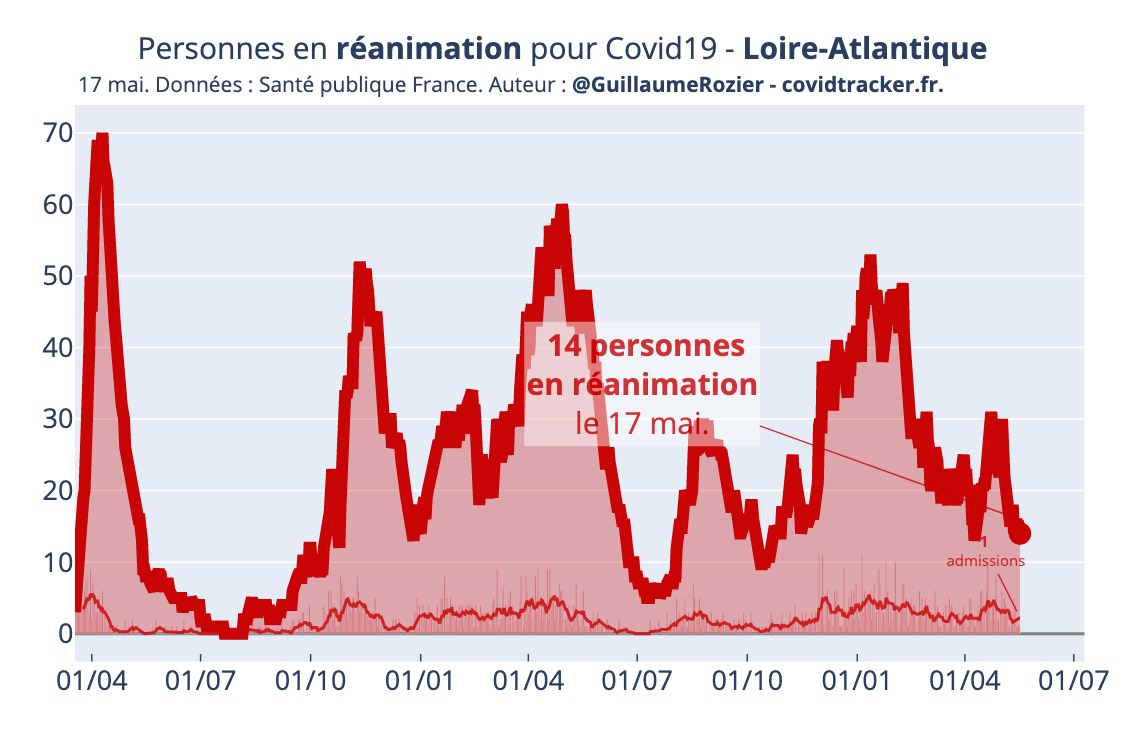 Personnes en réanimation pour Covid19 - Loire-Atlantique
17 mai. Données : Santé publique France. Auteur : @GuillaumeRozier - covidtracker.fr.
70
60
50
40
30
20
10
0
14 personnes
en réanimation
le 17 mai.
1
admissions
01/04 01/07 01/10 01/01 01/04 01/07 01/10 01/01 01/04 01/07